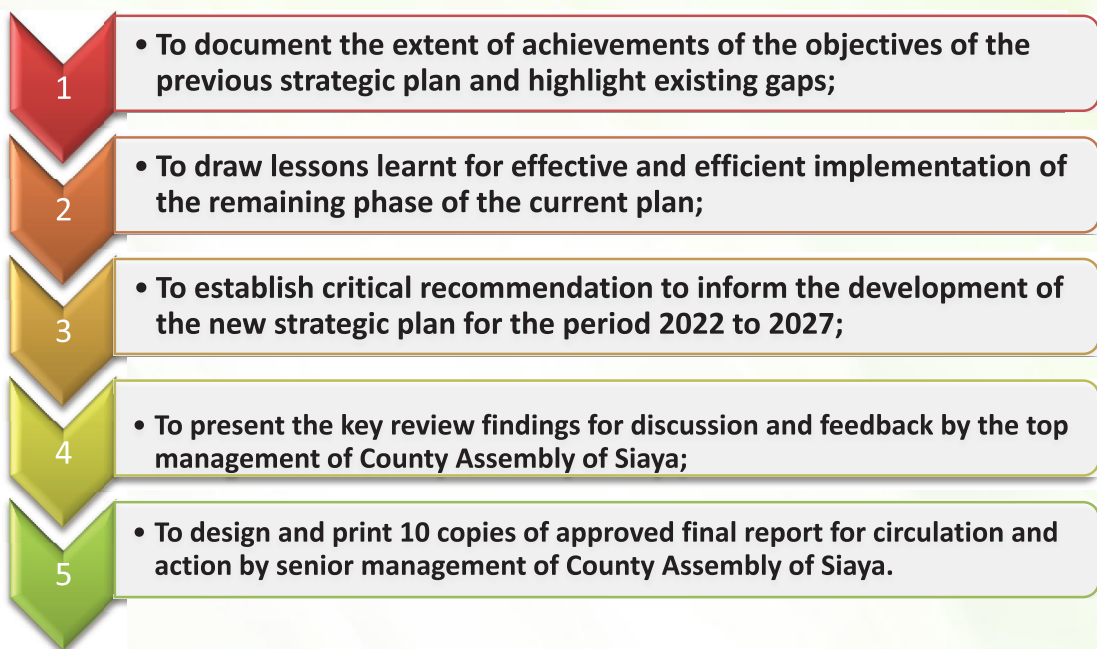 1
• To document the extent of achievements of the objectives of the
previous strategic plan and highlight existing gaps;
2
• To draw lessons learnt for effective and efficient implementation of
the remaining phase of the current plan;
3
• To establish critical recommendation to inform the development of
the new strategic plan for the period 2022 to 2027;
4
• To present the key review findings for discussion and feedback by the top
management of County Assembly of Siaya;
5
• To design and print 10 copies of approved final report for circulation and
action by senior management of County Assembly of Siaya.